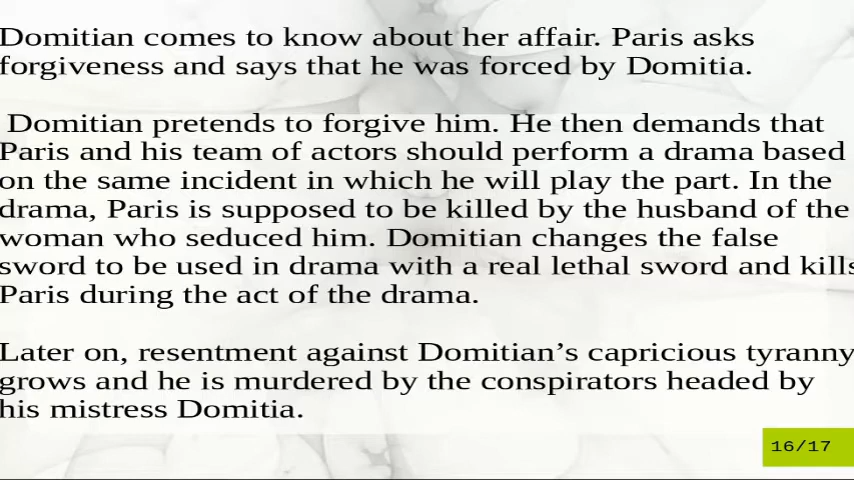 Domitian comes to know about her affair. Paris asks
forgiveness and says that he was forced by Domitia.
Domitian pretends to forgive him. He then demands that
Paris and his team of actors should perform a drama based
on the same incident in which he will play the part. In the
drama, Paris is supposed to be killed by the husband of the
woman who seduced him. Domitian changes the false
sword to be used in drama with a real lethal sword and kills
Paris during the act of the drama.
Later on, resentment against Domitian’s capricious tyranny
grows and he is murdered by the conspirators headed by
his mistress Domitia.
16/17